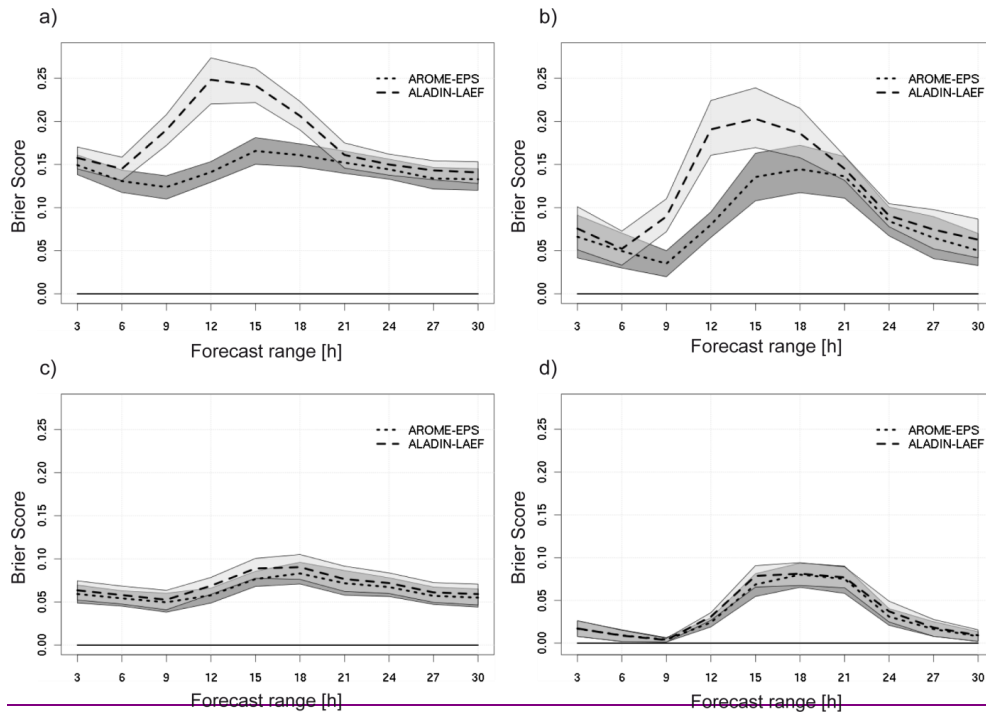 a)
0.25
0.20
0.15
0.10
0.05
0.00
Brier Score
AROME-EPS
ALADIN-LAEF
3 6 9 12 15 18 21 24 27 30
Forecast range [h]
b)
0.25
0.20
0.15
0.10
0.05
0.00
Brier Score
AROME-EPS
ALADIN-LAEF
3 6 9 12 15 18 21 24 27 30
Forecast range [h]
c)
0.25
0.20
0.15
0.10
0.05
0.00
Brier Score
AROME-EPS
ALADIN-LAEF
3 6 9 12 15 18 21 24 27 30
Forecast range [h]
d)
0.25
0.20
0.15
0.10
0.05
0.00
Brier Score
AROME-EPS
ALADIN-LAEF
3 6 9 12 15 18 21 24 27 30
Forecast range [h]